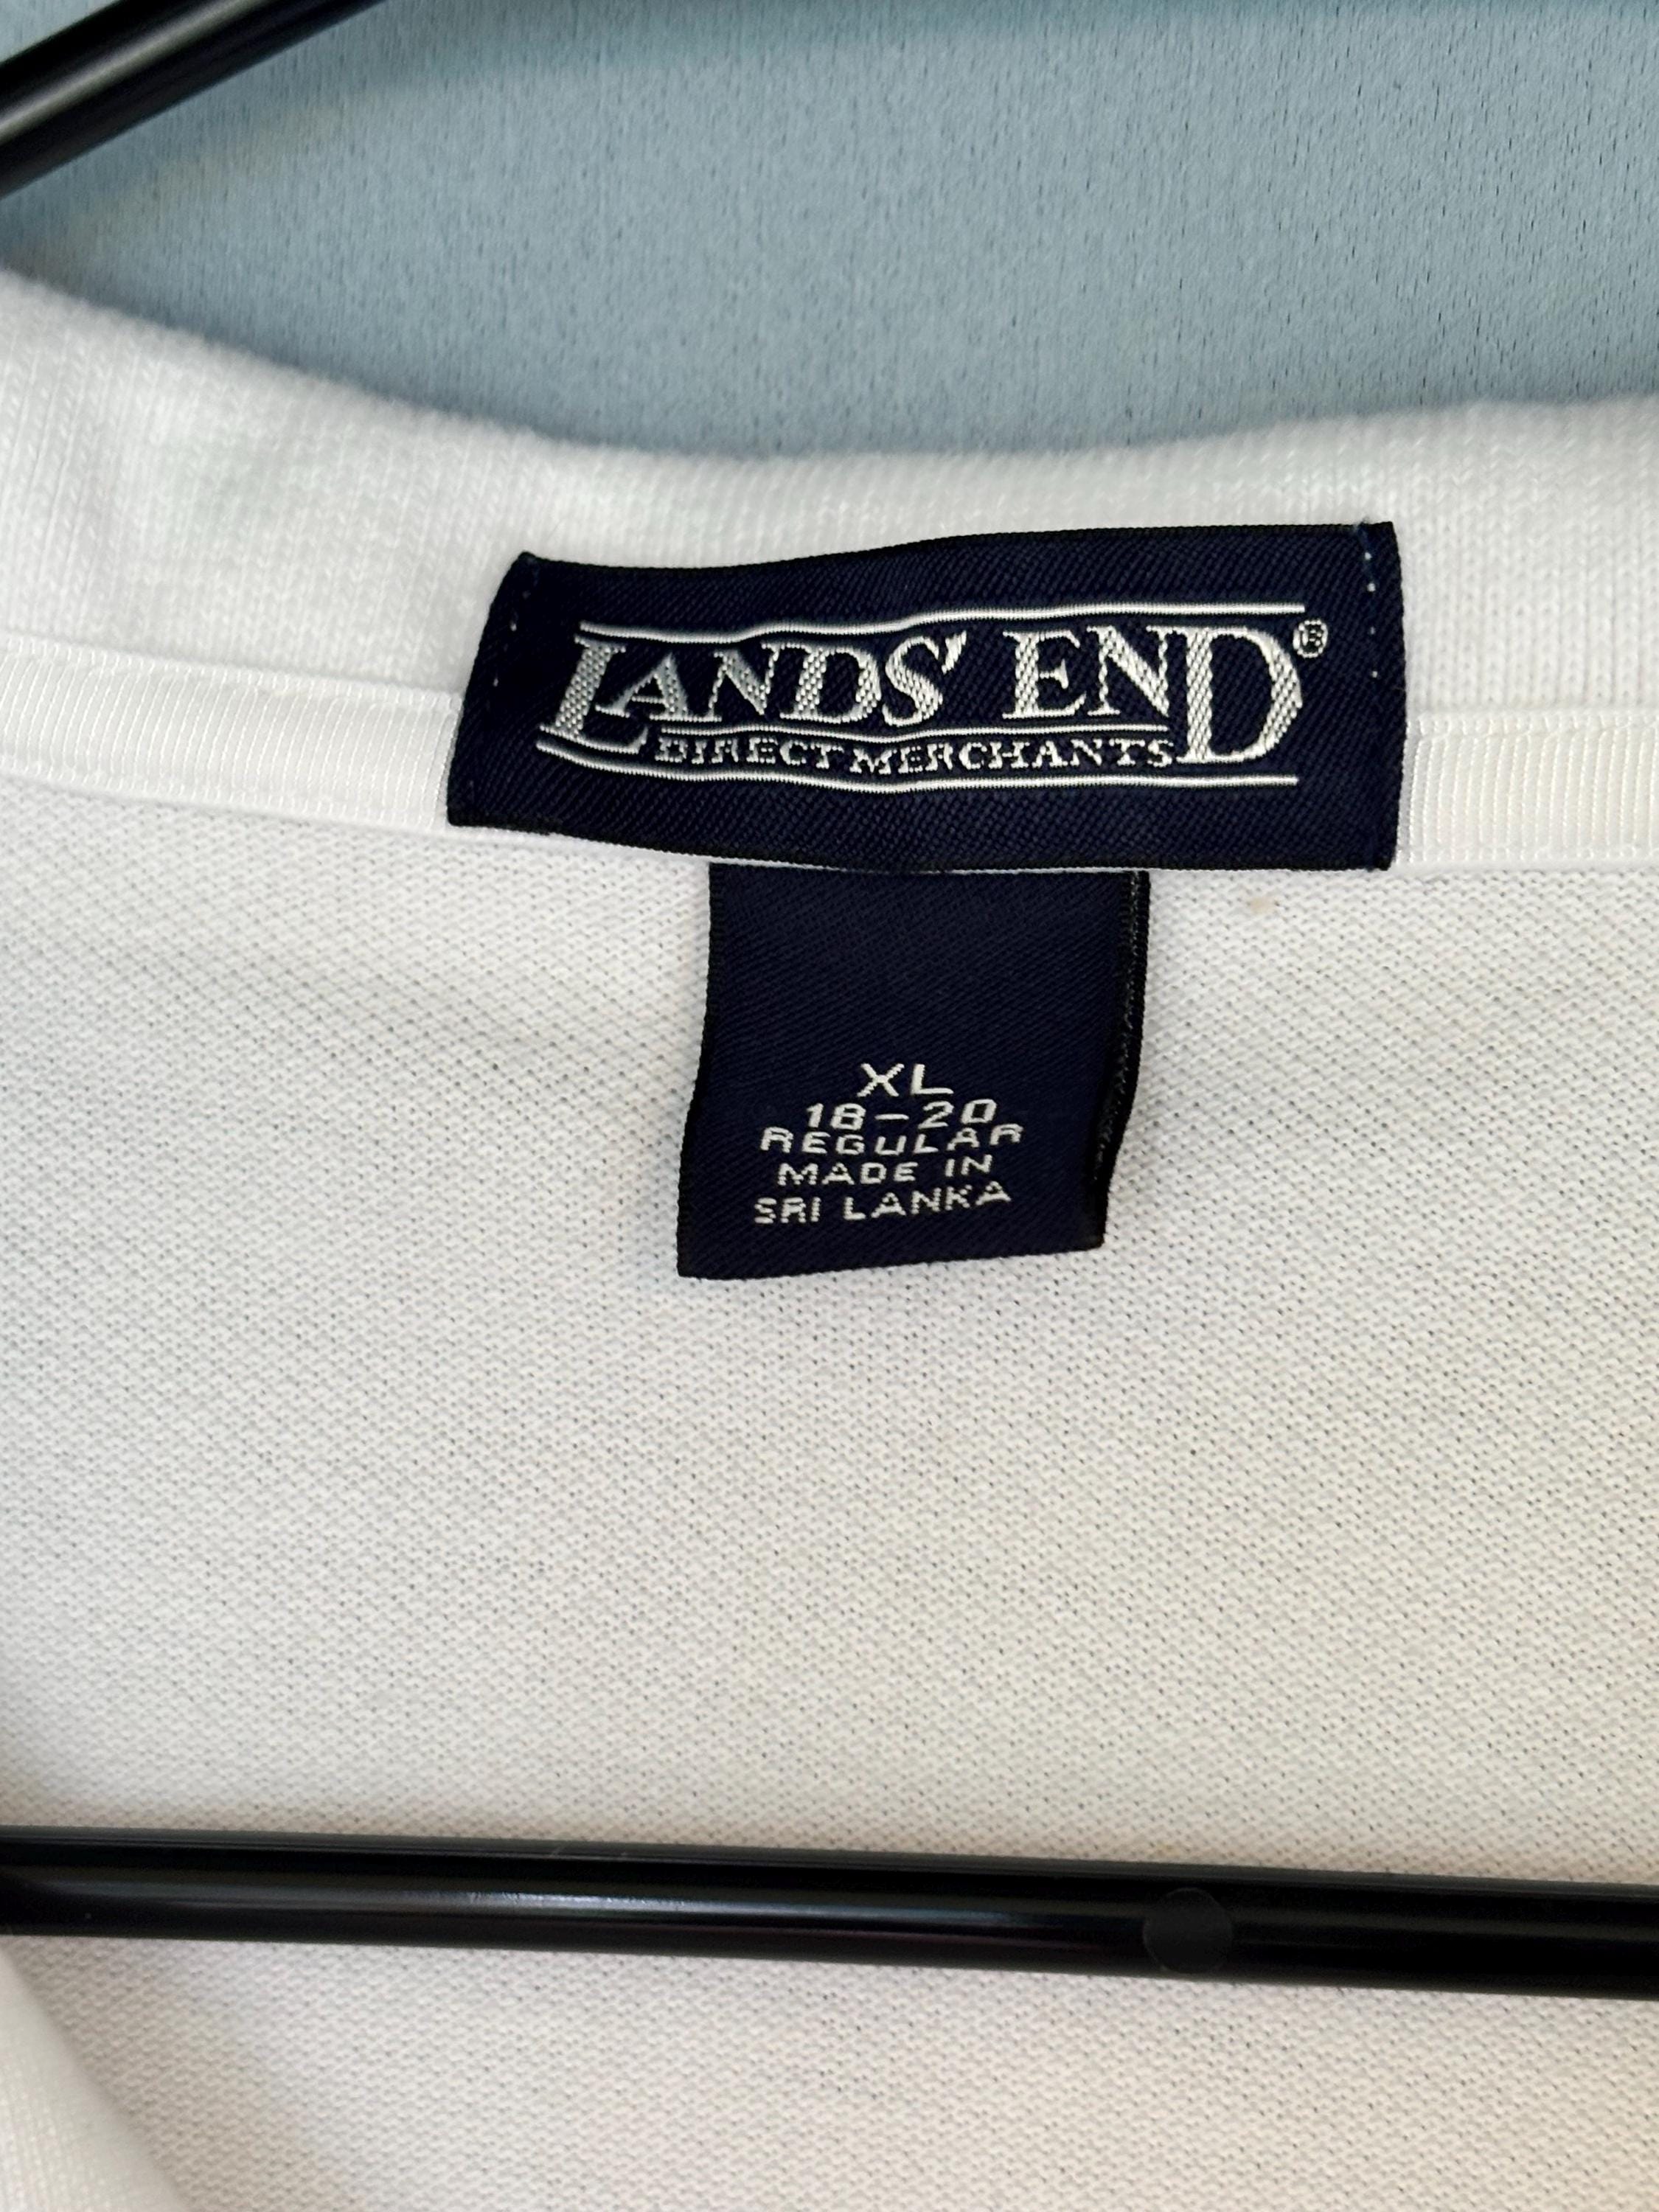 LANDS' END®
DIRECT MERCHANTS
XL
18-20
REGULAR
MADE IN
SRI LANKA